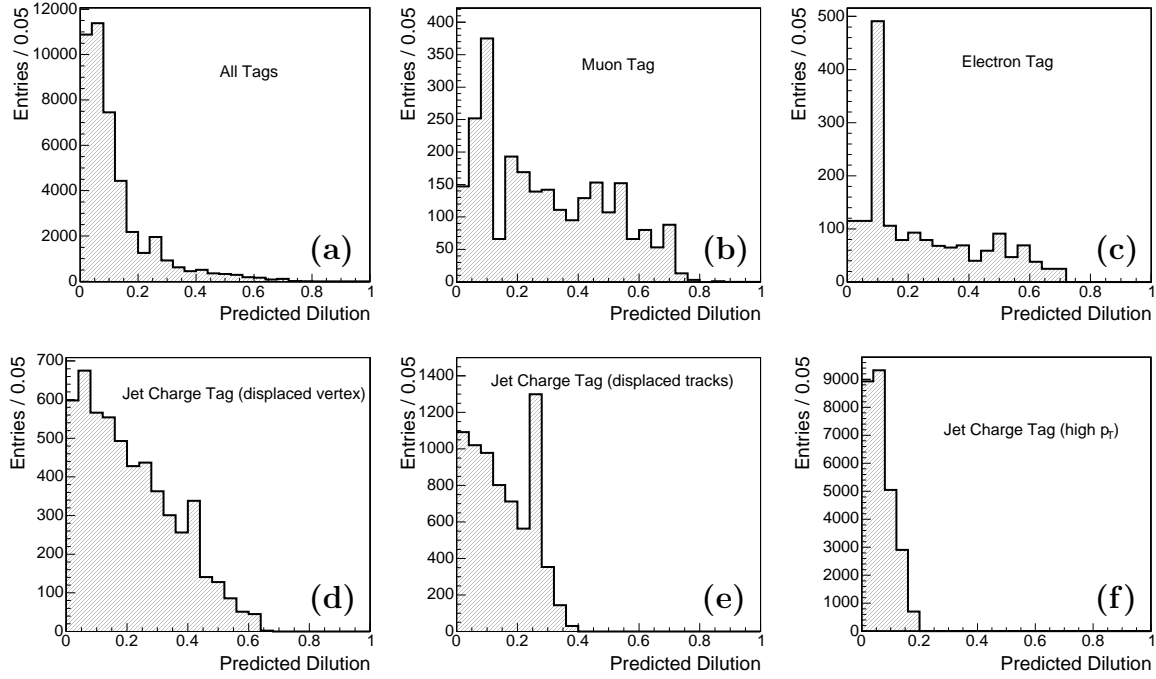 Entries / 0.05
12000
10000
8000
6000
4000
2000
0
All Tags
(a)
0 0.2 0.4 0.6 0.8 1
Predicted Dilution
Entries / 0.05
400
350
300
250
200
150
100
50
0
Muon Tag
(b)
0 0.2 0.4 0.6 0.8 1
Predicted Dilution
Entries / 0.05
500
400
300
200
100
0
Electron Tag
(c)
0 0.2 0.4 0.6 0.8 1
Predicted Dilution
Entries / 0.05
700
600
500
400
300
200
100
0
Jet Charge Tag (displaced vertex)
(d)
0 0.2 0.4 0.6 0.8 1
Predicted Dilution
Entries / 0.05
1400
1200
1000
800
600
400
200
0
Jet Charge Tag (displaced tracks)
(e)
0 0.2 0.4 0.6 0.8 1
Predicted Dilution
Entries / 0.05
9000
8000
7000
6000
5000
4000
3000
2000
1000
0
Jet Charge Tag (high pT)
(f)
0 0.2 0.4 0.6 0.8 1
Predicted Dilution